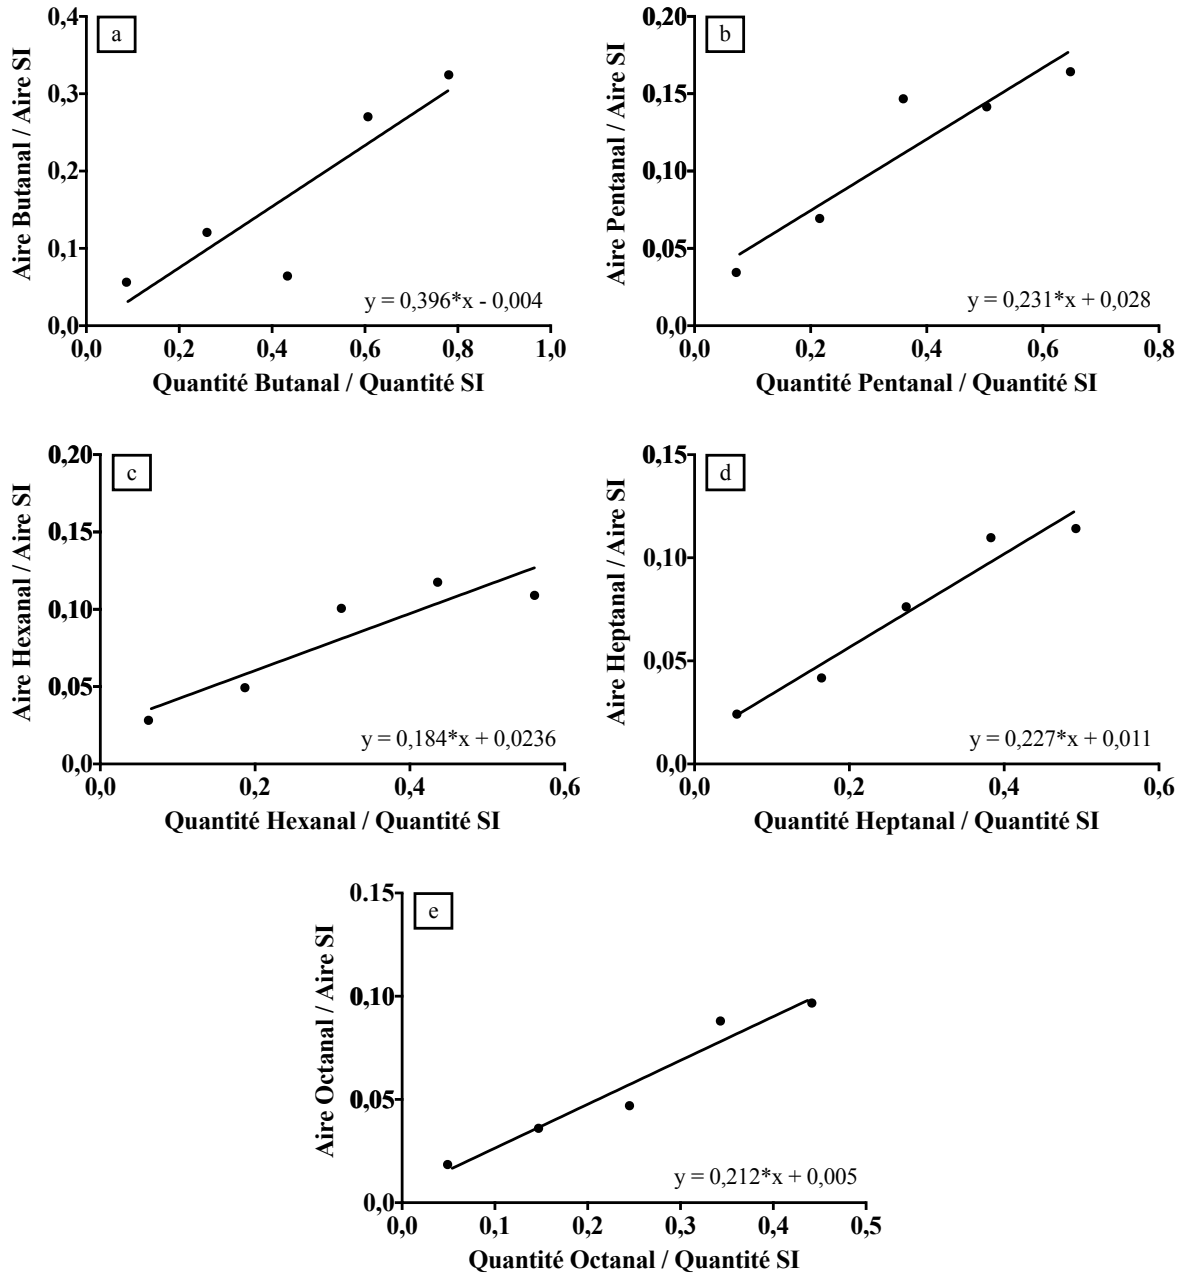 a
Aire Butanal / Aire SI
0,4
0,3
0,2
0,1
0,0
0,0 0,2 0,4 0,6 0,8 1,0
y = 0,396*x - 0,004
Quantité Butanal / Quantité SI
b
Aire Pentanal / Aire SI
0,20
0,15
0,10
0,05
0,0
0,0 0,2 0,4 0,6 0,8
y = 0,231*x + 0,028
Quantité Pentanal / Quantité SI
c
Aire Hexanal / Aire SI
0,20
0,15
0,10
0,05
0,0
0,0 0,2 0,4 0,6
y = 0,184*x + 0,0236
Quantité Hexanal / Quantité SI
d
Aire Heptanal / Aire SI
0,15
0,10
0,05
0,0
0,0 0,2 0,4 0,6
y = 0,227*x + 0,011
Quantité Heptanal / Quantité SI
e
Aire Octanal / Aire SI
0.15
0,10
0,05
0,0
0,0 0,1 0,2 0,3 0,4 0,5
y = 0,212*x + 0,005
Quantité Octanal / Quantité SI